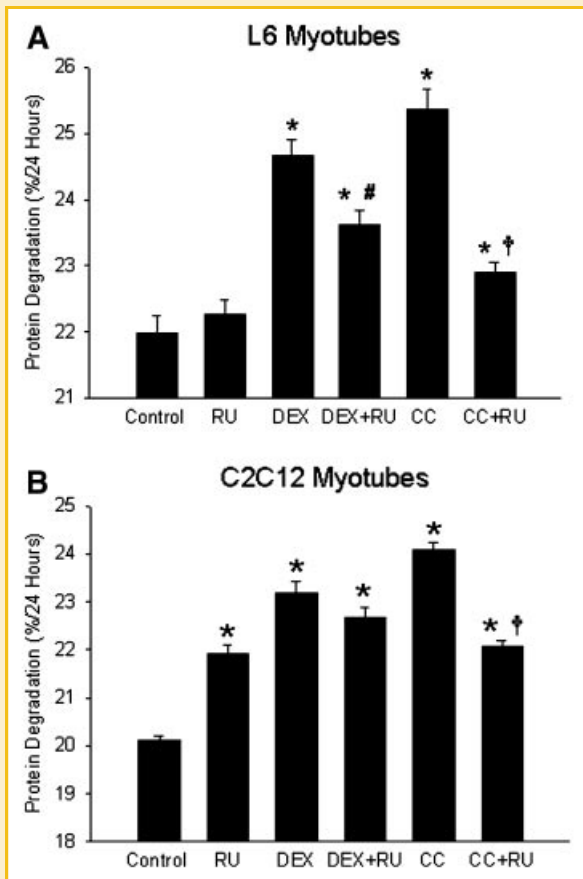 A
L6 Myotubes
Protein Degradation (%/24 Hours)
26
25
24
23
22
21
*
* #
*
* †
Control RU DEX DEX+RU CC CC+RU
B
C2C12 Myotubes
Protein Degradation (%/24 Hours)
25
24
23
22
21
20
19
18
*
*
*
*
* †
Control RU DEX DEX+RU CC CC+RU